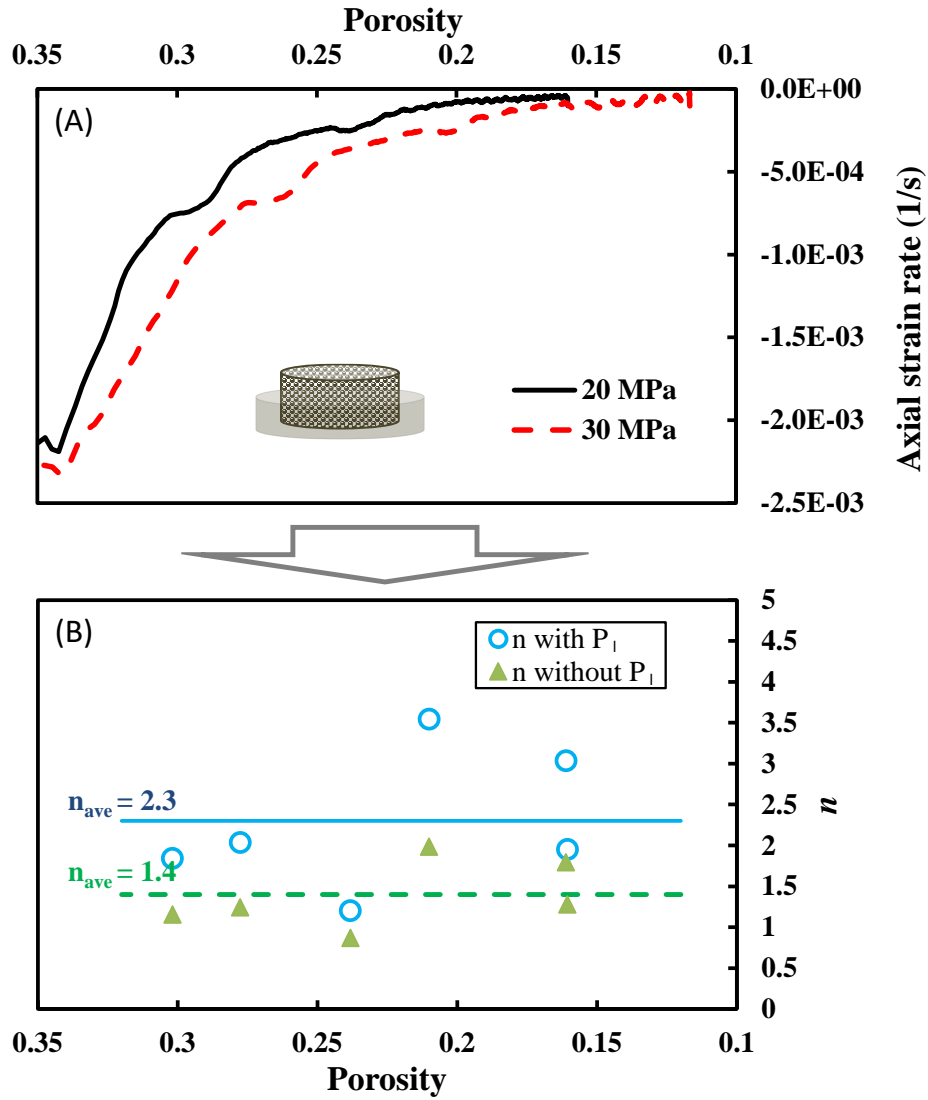 Porosity
0.35 0.3 0.25 0.2 0.15 0.1
(A)
0.0E+00
-5.0E-04
-1.0E-03
-1.5E-03
-2.0E-03
-2.5E-03
Axial strain rate (1/s)
20 MPa
30 MPa
(B)
n with P|
n without P|
5
4.5
4
3.5
3
2.5
2
1.5
1
0.5
0
n
nave = 2.3
nave = 1.4
0.35 0.3 0.25 0.2 0.15 0.1
Porosity